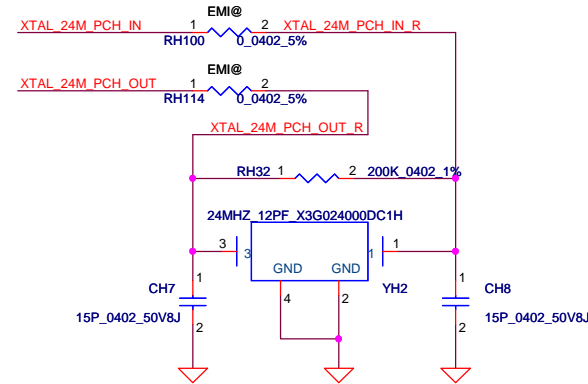 EMI@
XTAL_24M_PCH_IN 1 2 XTAL_24M_PCH_IN_R
RH100 0_0402_5%
EMI@
XTAL_24M_PCH_OUT 1 2
RH114 0_0402_5%
XTAL_24M_PCH_OUT_R
RH32 1 2 200K_0402_1%
24MHZ_12PF_X3G024000DC1H
3 3 1 1
GND GND
CH7 1 4 2 YH2 1 CH8
15P_0402_50V8J 15P_0402_50V8J
2 2